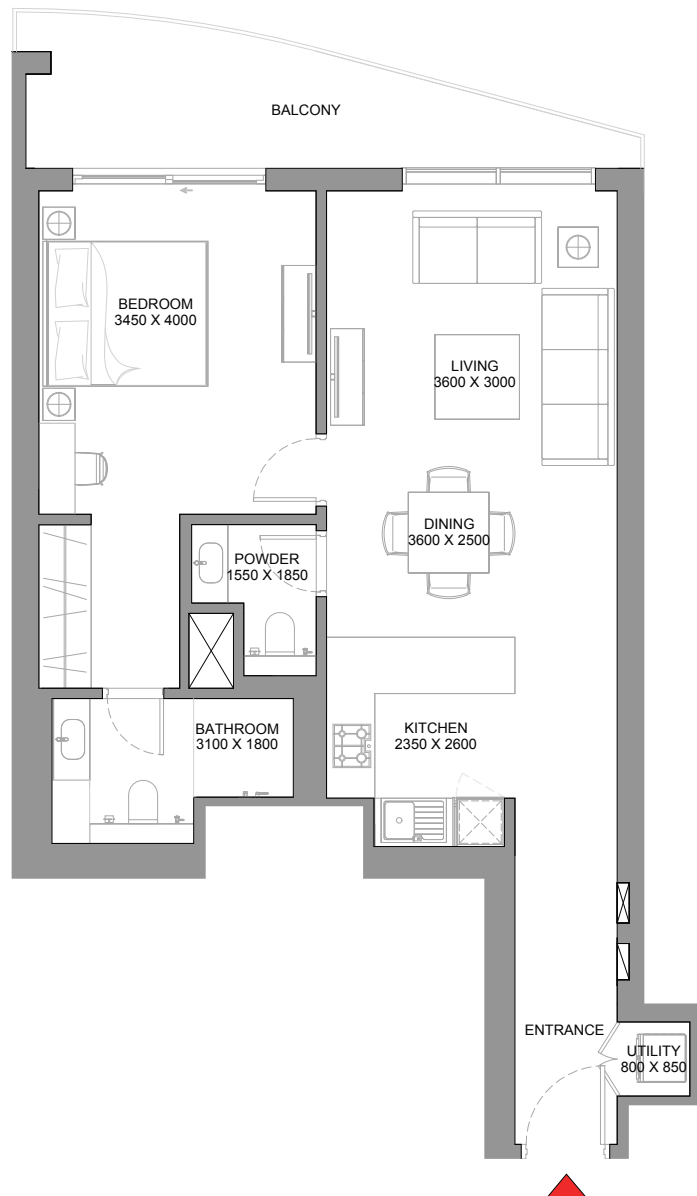 BALCONY
BEDROOM
3450 X 4000
LIVING
3600 X 3000
DINING
3600 X 2500
POWDER
1550 X 1850
KITCHEN
2350 X 2600
BATHROOM
3100 X 1800
ENTRANCE
UTILITY
800 X 850